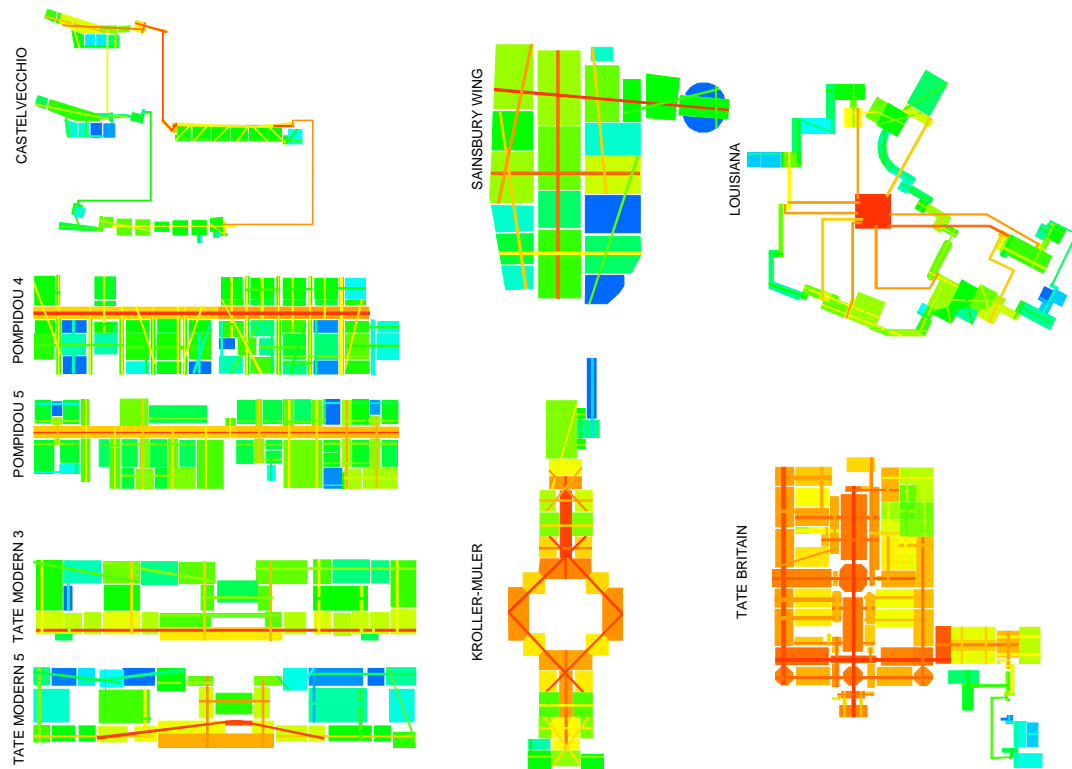 CASTELVECCHIO
POMPIDOU 4
POMPIDOU 5
TATE MODERN 3
TATE MODERN 5
SAINSBURY WING
KROLLER-MULER
LOUISIANA
TATE BRITAIN